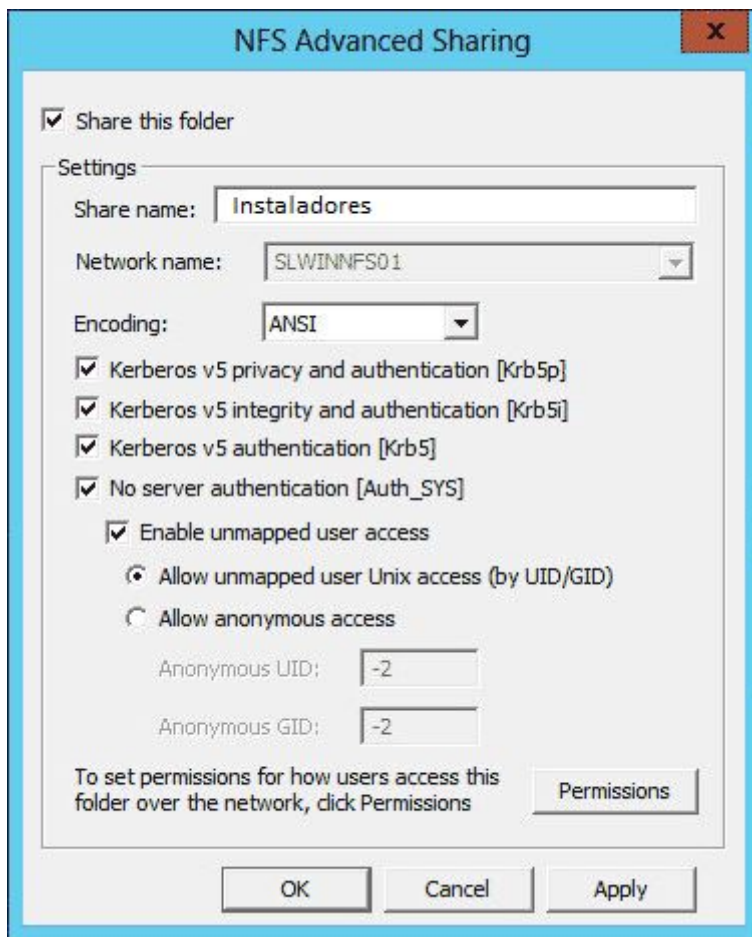 NFS Advanced Sharing
x
Share this folder
Settings
Share name: Instaladores
Network name: SLWINNFS01
Encoding: ANSI
Kerberos v5 privacy and authentication [Krb5p]
Kerberos v5 integrity and authentication [Krb5i]
Kerberos v5 authentication [Krb5]
No server authentication [Auth_SYS]
Enable unmapped user access
Allow unmapped user Unix access (by UID/GID)
Allow anonymous access
Anonymous UID: -2
Anonymous GID: -2
To set permissions for how users access this
folder over the network, click Permissions
Permissions
OK Cancel Apply